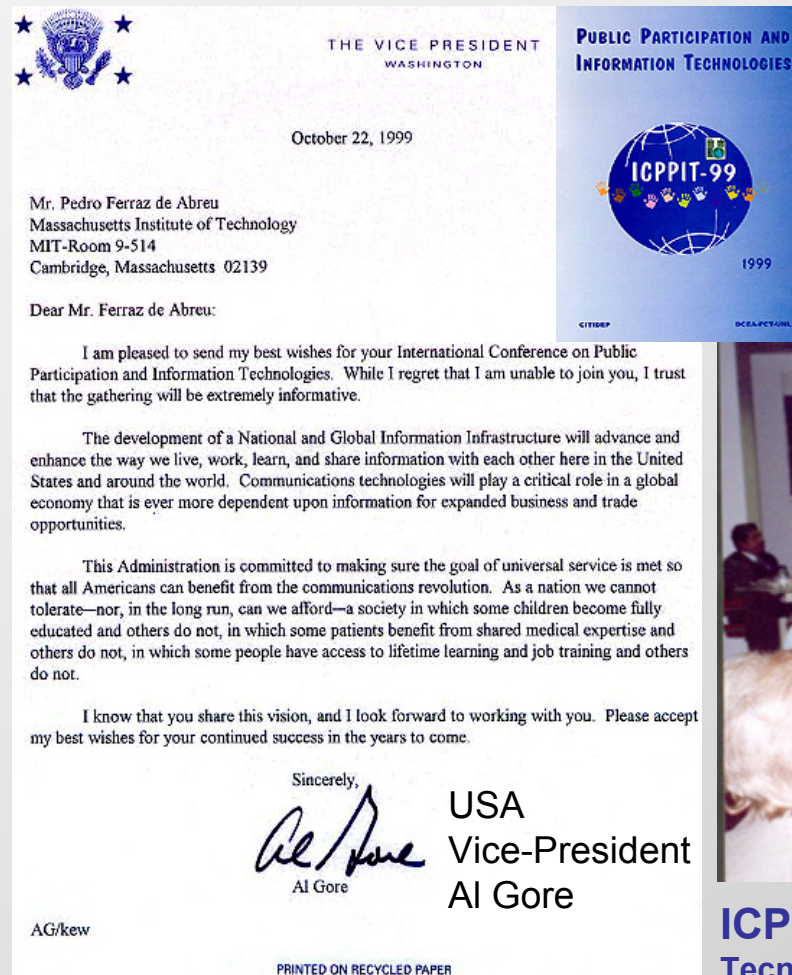 THE VICE PRESIDENT
WASHINGTON
October 22, 1999
Mr. Pedro Ferraz de Abreu
Massachusetts Institute of Technology
MIT-Room 9-514
Cambridge, Massachusetts 02139
Dear Mr. Ferraz de Abreu:
I am pleased to send my best wishes for your International Conference on Public
Participation and Information Technologies. While I regret that I am unable to join you, I trust
that the gathering will be extremely informative.
The development of a National and Global Information Infrastructure will advance and
enhance the way we live, work, learn, and share information with each other here in the United
States and around the world. Communications technologies will play a critical role in a global
economy that is ever more dependent upon information for expanded business and trade
opportunities.
This Administration is committed to making sure the goal of universal service is met so
that all Americans can benefit from the communications revolution. As a nation we cannot
tolerate—nor, in the long run, can we afford—a society in which some children become fully
educated and others do not, in which some patients benefit from shared medical expertise and
others do not, in which some people have access to lifetime learning and job training and others
do not.
I know that you share this vision, and I look forward to working with you. Please accept
my best wishes for your continued success in the years to come.
Sincerely,
Al Gore
Al Gore
AG/kew
PRINTED ON RECYCLED PAPER
USA
Vice-President
Al Gore
PUBLIC PARTICIPATION AND
INFORMATION TECHNOLOGIES
ICPPIT-99
1999
CITIDEP
DCEA-FCT-UNL
ICP
Tecn